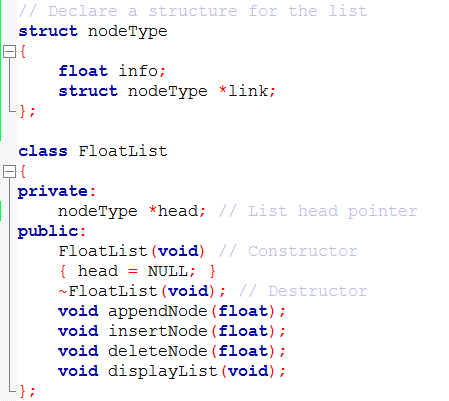 // Declare a structure for the list
struct nodeType
{
float info;
struct nodeType *link;
};
class FloatList
{
private:
nodeType *head; // List head pointer
public:
FloatList(void) // Constructor
{ head = NULL; }
~FloatList(void); // Destructor
void appendNode(float);
void insertNode(float);
void deleteNode(float);
void displayList(void);
};